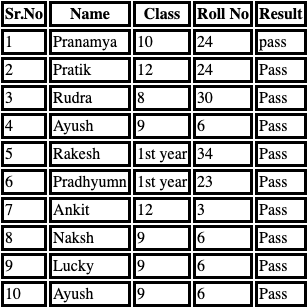 Sr.No Name Class Roll No Result
1 Pranamya 10 24 pass
2 Pratik 12 24 Pass
3 Rudra 8 30 Pass
4 Ayush 9 6 Pass
5 Rakesh 1st year 34 Pass
6 Pradhyumn 1st year 23 Pass
7 Ankit 12 3 Pass
8 Naksh 9 6 Pass
9 Lucky 9 6 Pass
10 Ayush 9 6 Pass